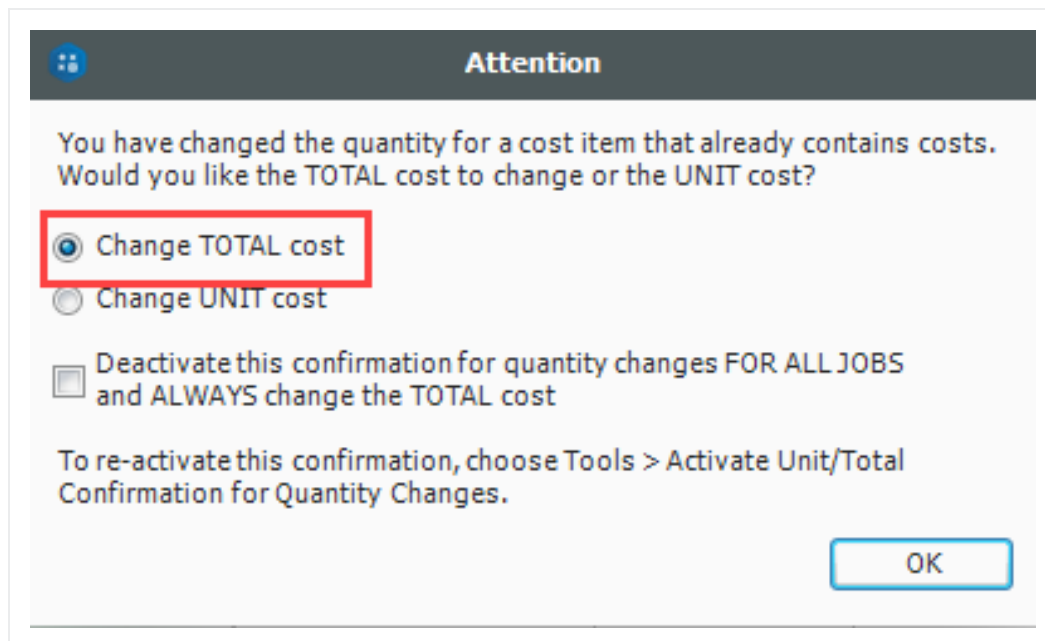 Attention
You have changed the quantity for a cost item that already contains costs.
Would you like the TOTAL cost to change or the UNIT cost?
Change TOTAL cost
Change UNIT cost
Deactivate this confirmation for quantity changes FOR ALL JOBS
and ALWAYS change the TOTAL cost
To re-activate this confirmation, choose Tools > Activate Unit/Total
Confirmation for Quantity Changes.
OK